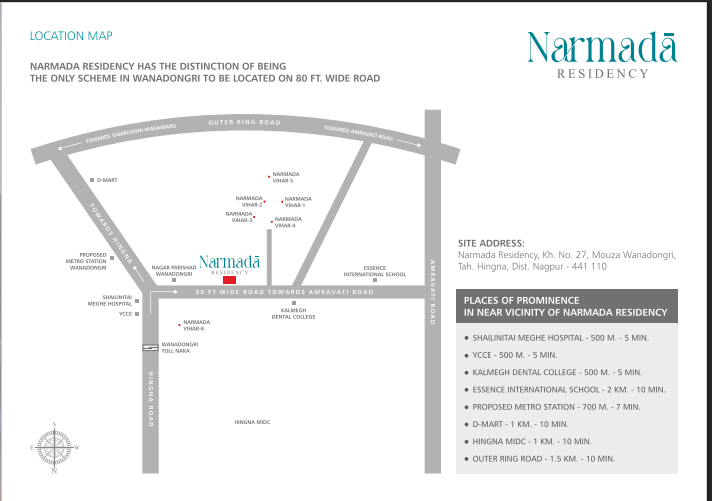 LOCATION MAP
Narmadā
RESIDENCY
NARMADA RESIDENCY HAS THE DISTINCTION OF BEING
THE ONLY SCHEME IN WANADONGRI TO BE LOCATED ON 80 FT. WIDE ROAD
OUTER RING ROAD
TOWARDS SAMRUDDHI MAHAMARG
TOWARDS AMRAVATI ROAD
D-MART
TOWARDS HINGNA
NARMADA
VIHAR-5
NARMADA
VIHAR-2
NARMADA
VIHAR-1
NARMADA
VIHAR-3
NARMADA
VIHAR-4
PROPOSED
METRO STATION
WANADONGRI
NAGAR PARISHAD
WANADONGRI
Narmadā
RESIDENCY
ESSENCE
INTERNATIONAL SCHOOL
AMRAVATI ROAD
80 FT WIDE ROAD TOWARDS AMRAVATI ROAD
SHAILINITAI
MEGHE HOSPITAL
YCCE
KALMEGH
DENTAL COLLEGE
NARMADA
VIHAR-8
WANADONGRI
TOLL NAKA
HINGNA ROAD
HINGNA MIDC
N
E
W
S
SITE ADDRESS:
Narmada Residency, Kh. No. 27, Mouza Wanadongri,
Tah. Hingna, Dist. Nagpur - 441 110
PLACES OF PROMINENCE
IN NEAR VICINITY OF NARMADA RESIDENCY
● SHAILINITAI MEGHE HOSPITAL - 500 M. - 5 MIN.
● YCCE - 500 M. - 5 MIN.
● KALMEGH DENTAL COLLEGE - 500 M. - 5 MIN.
● ESSENCE INTERNATIONAL SCHOOL - 2 KM. - 10 MIN.
● PROPOSED METRO STATION - 700 M. - 7 MIN.
● D-MART - 1 KM. - 10 MIN.
● HINGNA MIDC - 1 KM. - 10 MIN.
● OUTER RING ROAD - 1.5 KM. - 10 MIN.